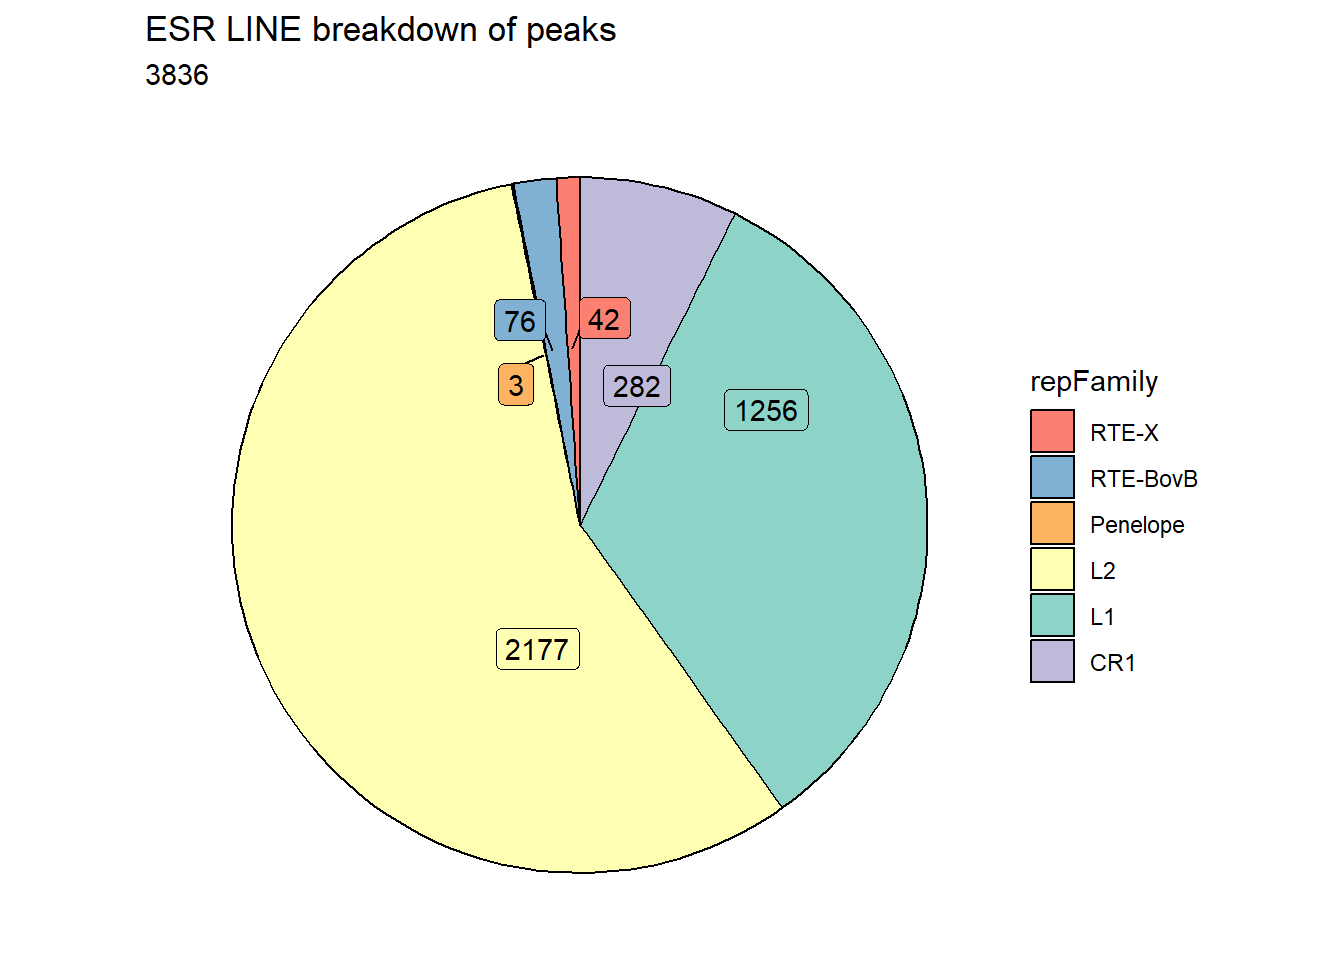 ESR LINE breakdown of peaks
3836
76
42
3
282
1256
2177
repFamily
RTE-X
RTE-BovB
Penelope
L2
L1
CR1